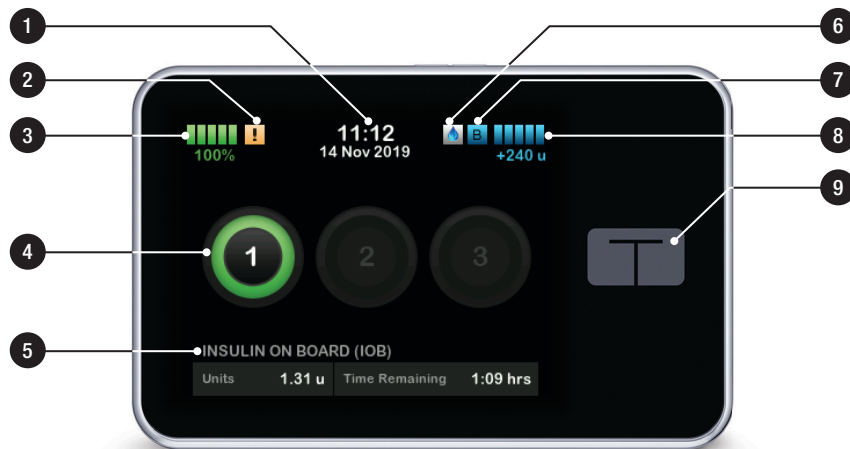 1
6
2
7
3
! 11:12 B
8
100% 14 Nov 2019 +240 u
9
4
1 2 3
5
INSULIN ON BOARD (IOB)
Units 1.31 u Time Remaining 1:09 hrs